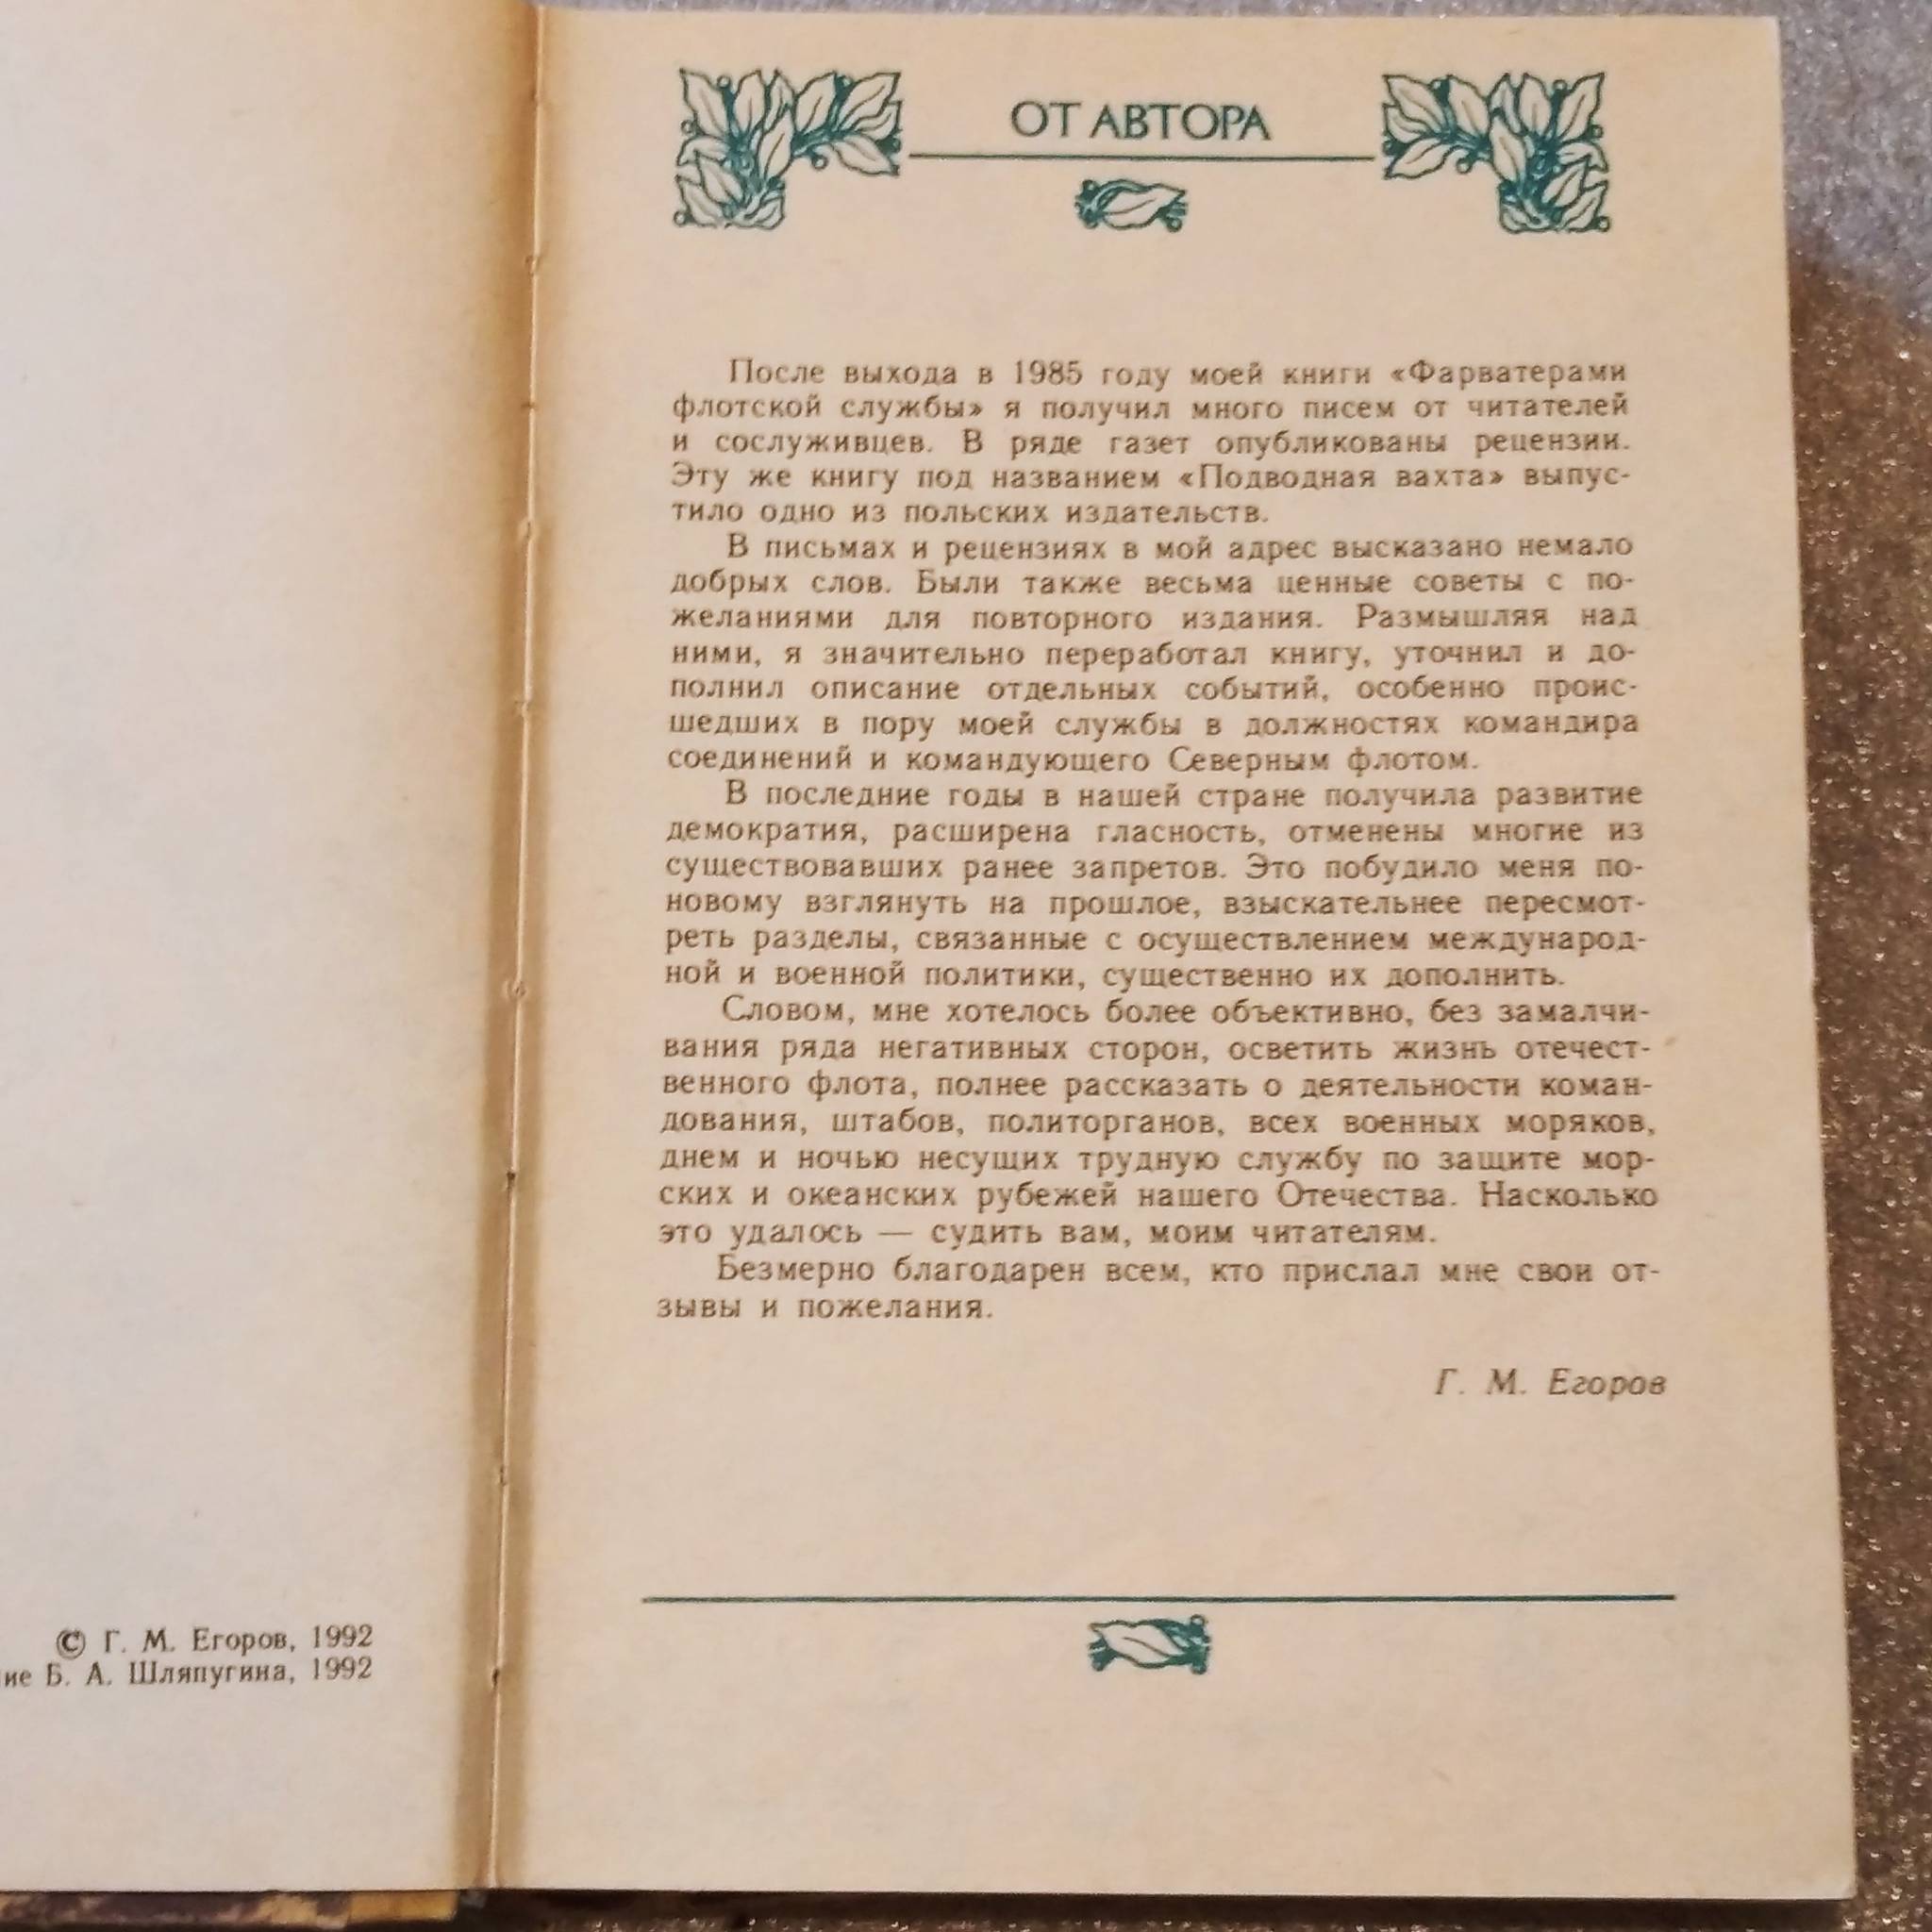 © Г. М. Егоров, 1992
Б. А. Шляпугина, 1992
ОТ АВТОРА
После выхода в 1985 году моей книги «Фарватерами
флотской службы» я получил много писем от читателей
и сослуживцев. В ряде газет опубликованы рецензии.
Эту же книгу под названием «Подводная вахта» выпус-
тило одно из польских издательств.
В письмах и рецензиях в мой адрес высказано немало
добрых слов. Были также весьма ценные советы с по-
желаниями для повторного издания. Размышляя над
ними, я значительно переработал книгу, уточнил и до-
полнил описание отдельных событий, особенно проис-
шедших в пору моей службы в должностях командира
соединений и командующего Северным флотом.
В последние годы в нашей стране получила развитие
демократия, расширена гласность, отменены многие из
существовавших ранее запретов. Это побудило меня по-
новому взглянуть на прошлое, взыскательнее пересмот-
реть разделы, связанные с осуществлением международ-
ной и военной политики, существенно их дополнить.
Словом, мне хотелось более объективно, без замалчи-
вания ряда негативных сторон, осветить жизнь отечест-
венного флота, полнее рассказать о деятельности коман-
дования, штабов, политорганов, всех военных моряков,
днем и ночью несущих трудную службу по защите мор-
ских и океанских рубежей нашего Отечества. Насколько
это удалось — судить вам, моим читателям.
Безмерно благодарен всем, кто прислал мне свои от-
зывы и пожелания.
Г. М. Егоров